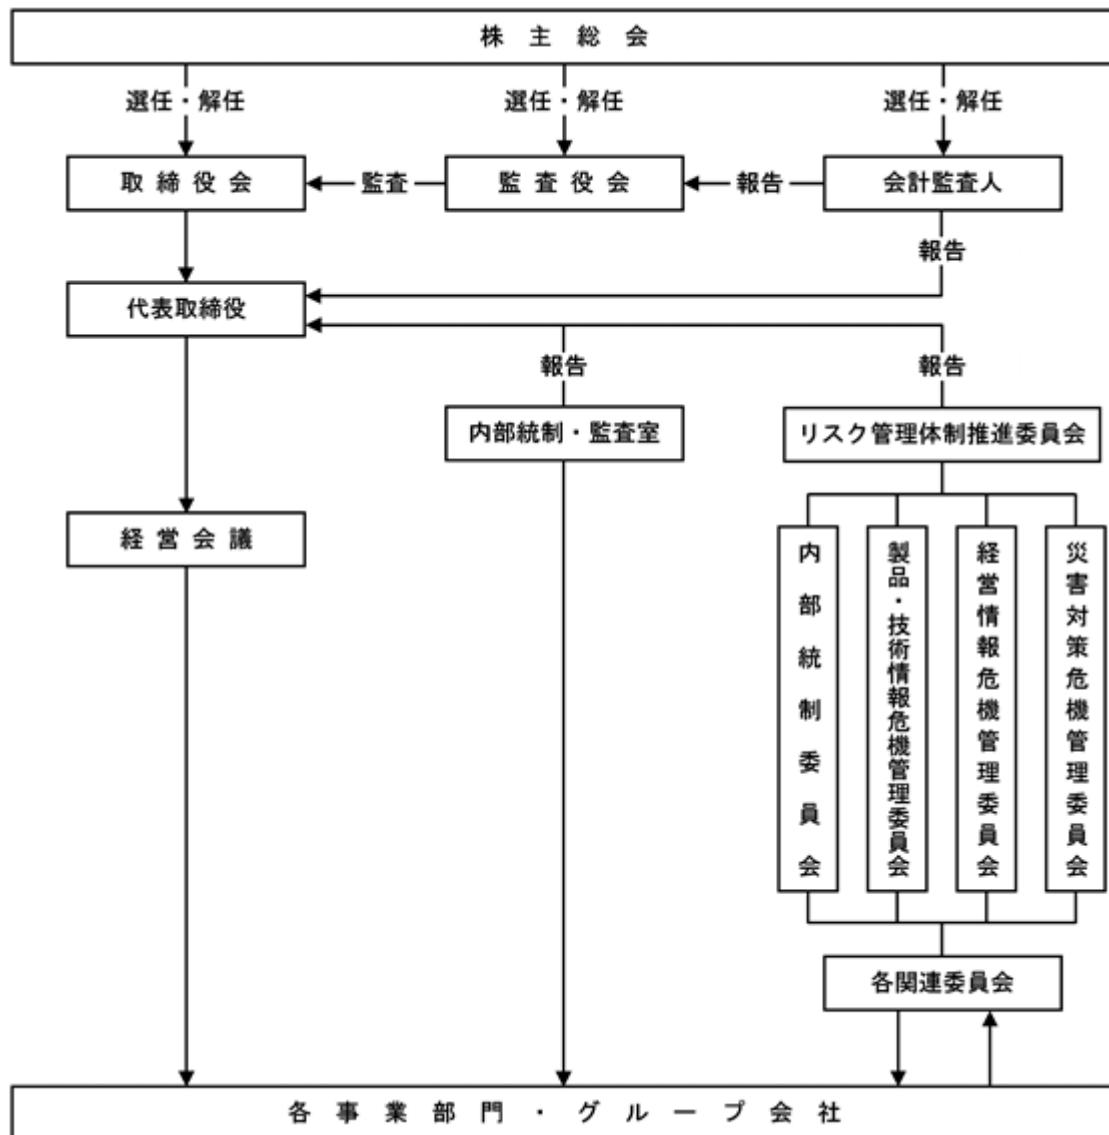 株主総会
選任・解任
選任・解任
選任・解任
取締役会
監査
監査役会
報告
会計監査人
報告
代表取締役
報告
報告
内部統制・監査室
リスク管理体制推進委員会
経営会議
内部統制委員会
製品・技術情報危機管理委員会
経営情報危機管理委員会
災害対策危機管理委員会
各関連委員会
各事業部門・グループ会社